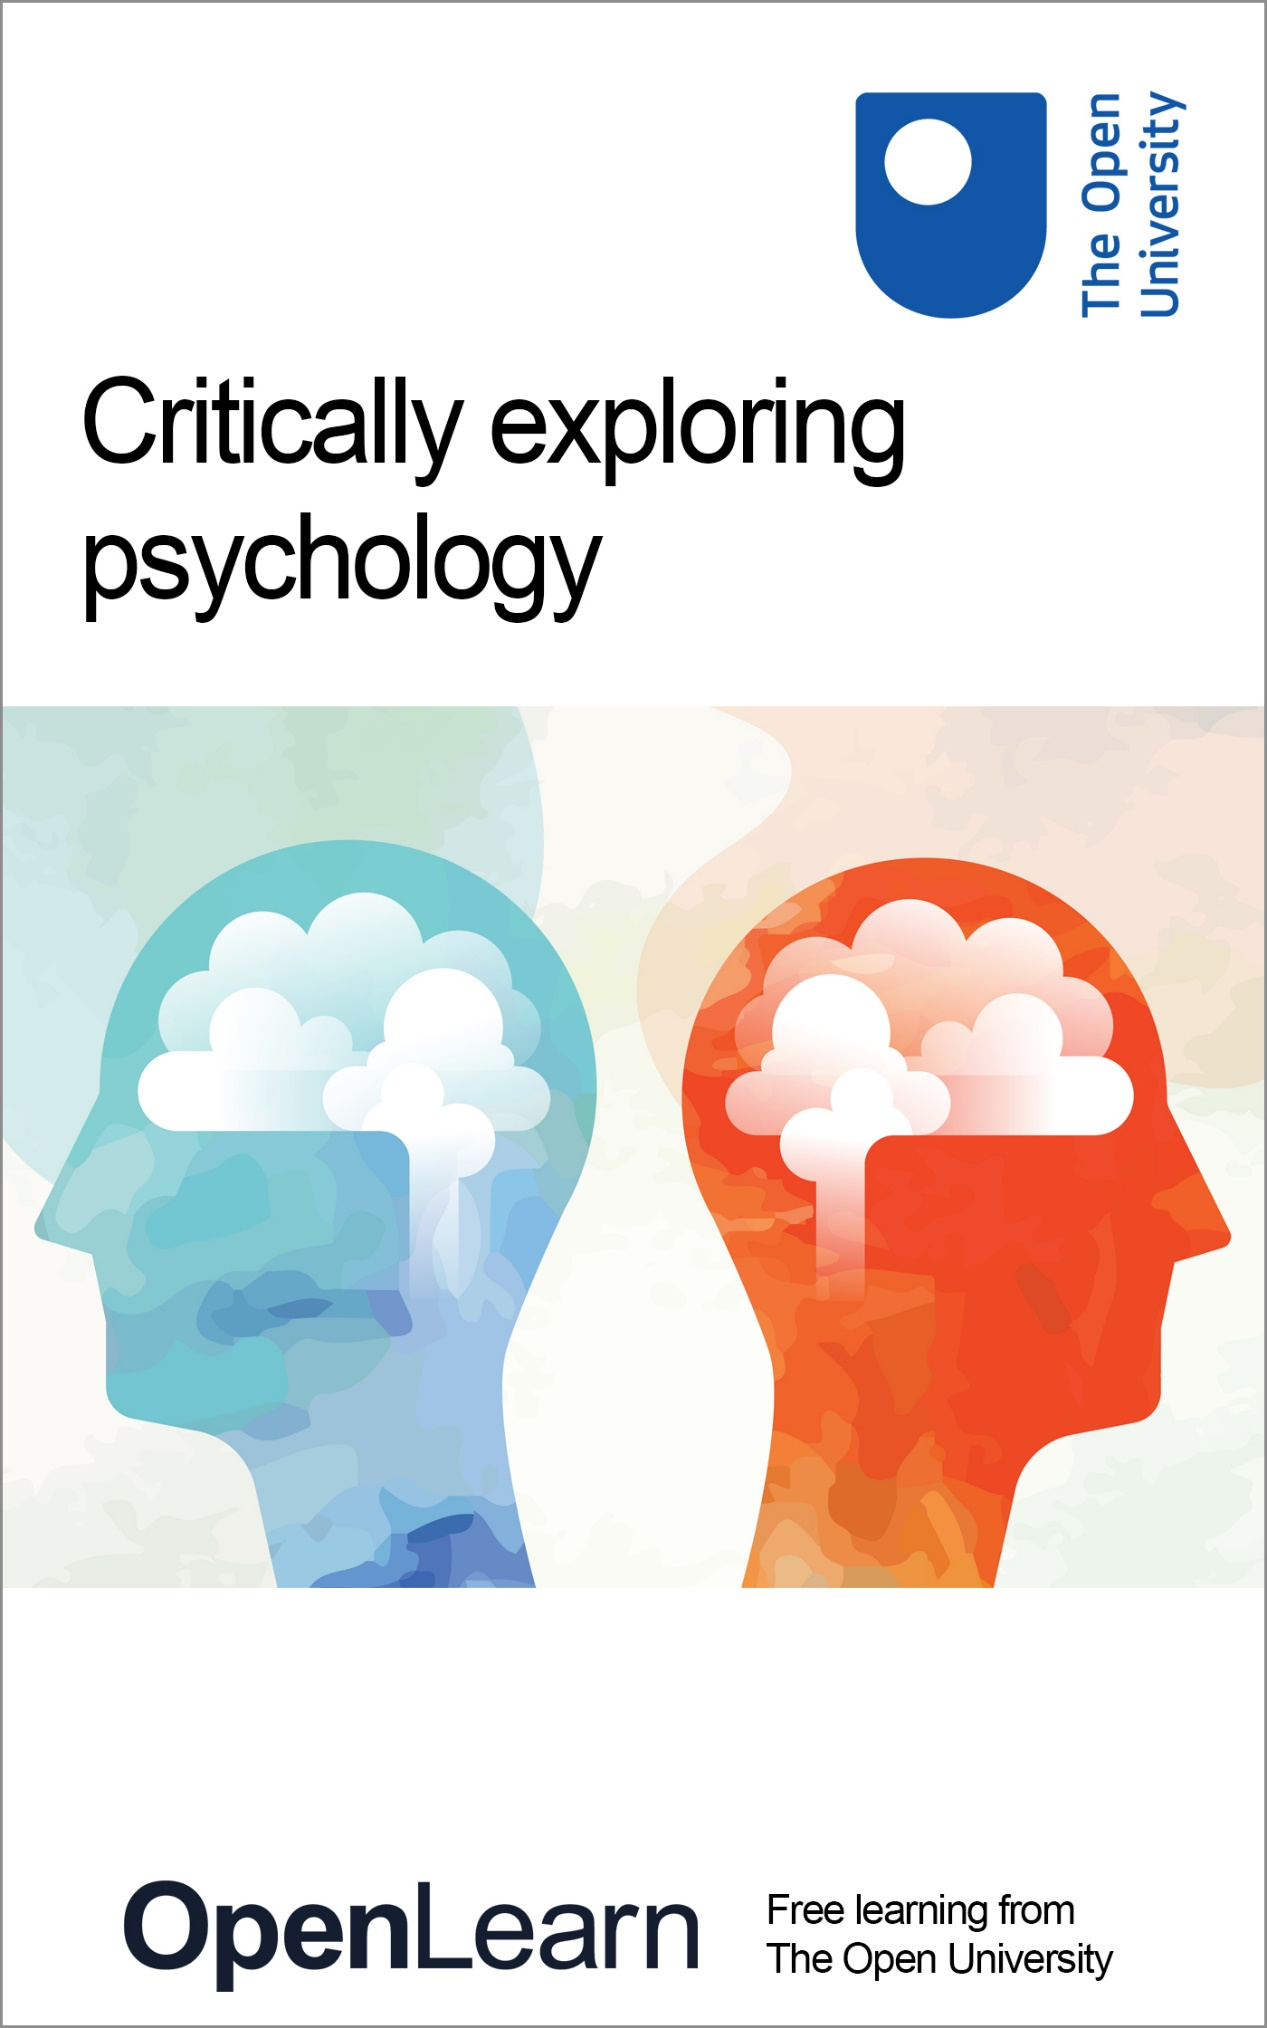 The Open
University
Critically exploring
psychology
OpenLearn
Free learning from
The Open University